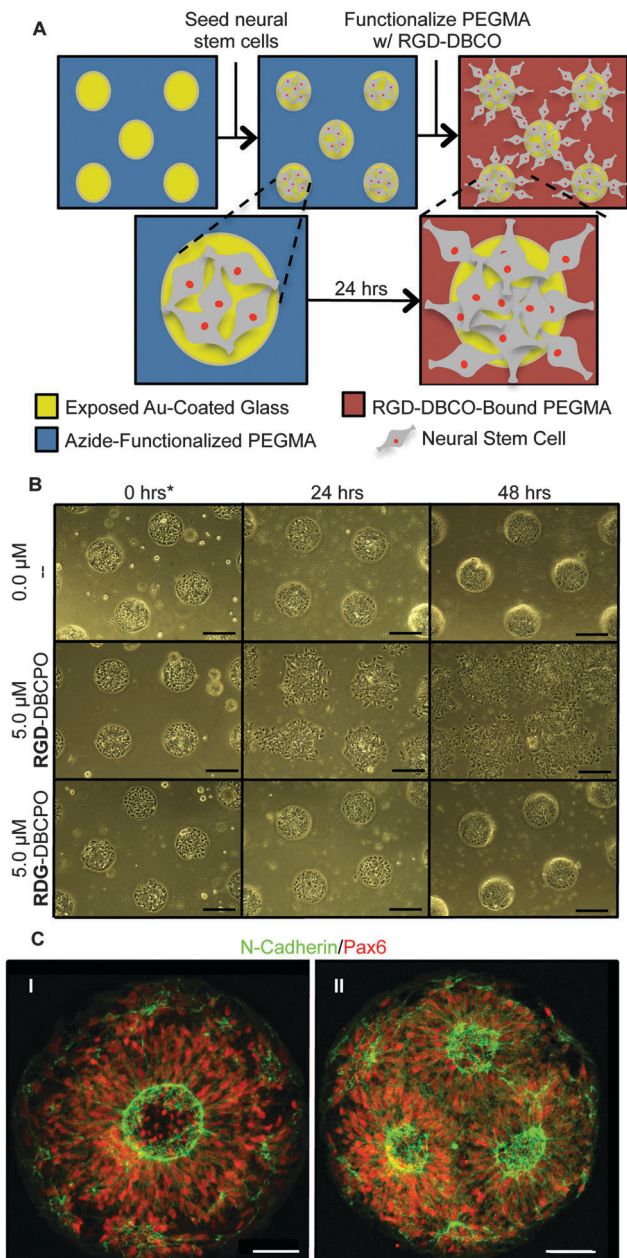 A
Seed neural
stem cells
Functionalize PEGMA
w/ RGD-DBCO
24 hrs
Exposed Au-Coated Glass
RGD-DBCO-Bound PEGMA
Azide-Functionalized PEGMA
Neural Stem Cell
B
0 hrs*
24 hrs
48 hrs
0.0 µM
--
5.0 µM
RGD-DBCPO
5.0 µM
RDG-DBCPO
C
N-Cadherin/Pax6
I
II